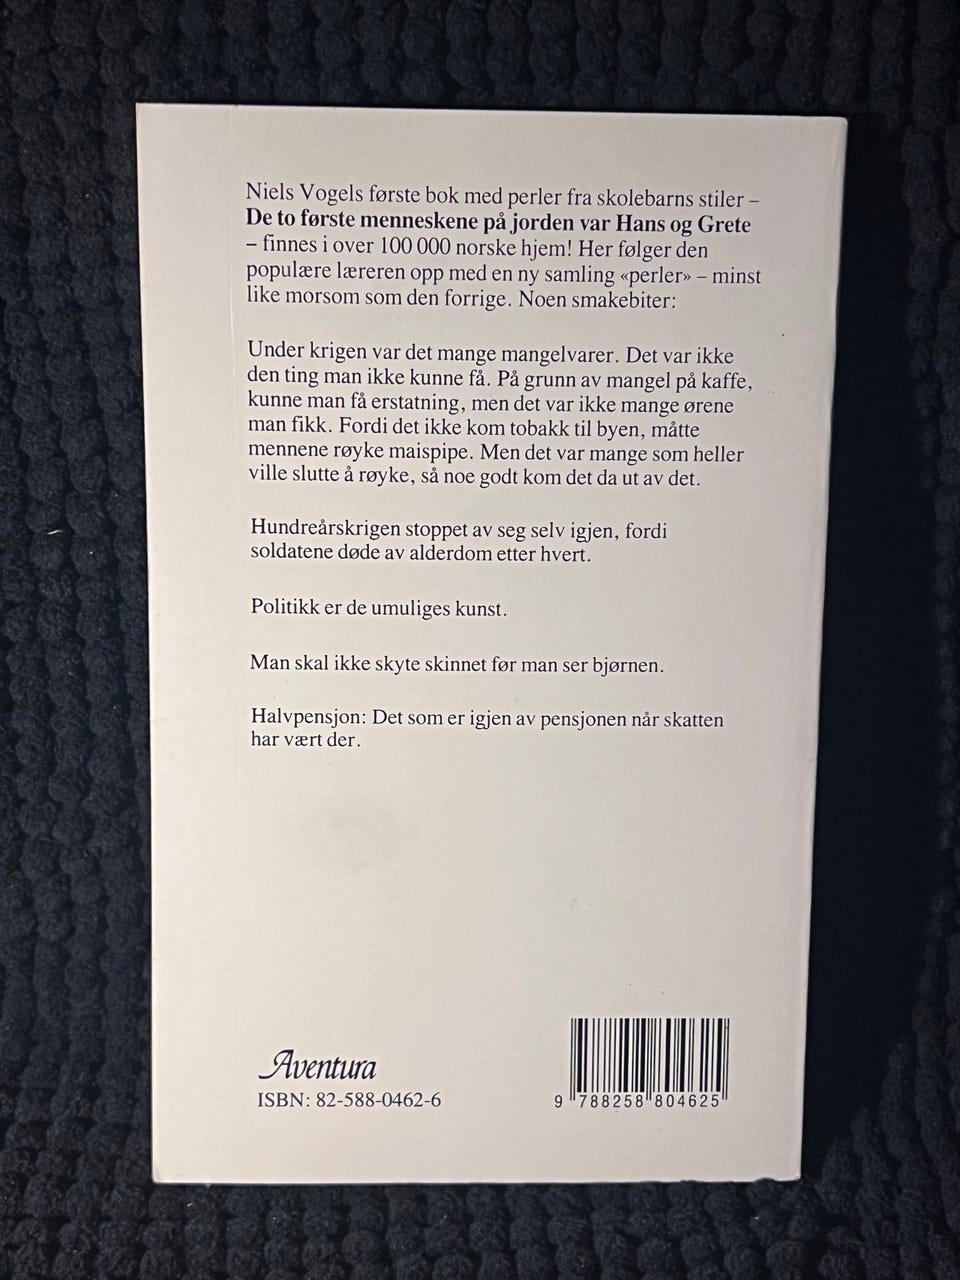 Niels Vogels første bok med perler fra skolebarns stiler –
De to første menneskene på jorden var Hans og Grete
– finnes i over 100 000 norske hjem! Her følger den
populære læreren opp med en ny samling «perler» – minst
like morsom som den forrige. Noen smakebiter:
Under krigen var det mange mangelvarer. Det var ikke
den ting man ikke kunne få. På grunn av mangel på kaffe,
kunne man få erstatning, men det var ikke mange ørene
man fikk. Fordi det ikke kom tobakk til byen, måtte
mennene røyke maispipe. Men det var mange som heller
ville slutte å røyke, så noe godt kom det da ut av det.
Hundreårskrigen stoppet av seg selv igjen, fordi
soldatene døde av alderdom etter hvert.
Politikk er de umuliges kunst.
Man skal ikke skyte skinnet før man ser bjørnen.
Halvpensjon: Det som er igjen av pensjonen når skatten
har vært der.
Aventura
ISBN: 82-588-0462-6
9 788258 804625